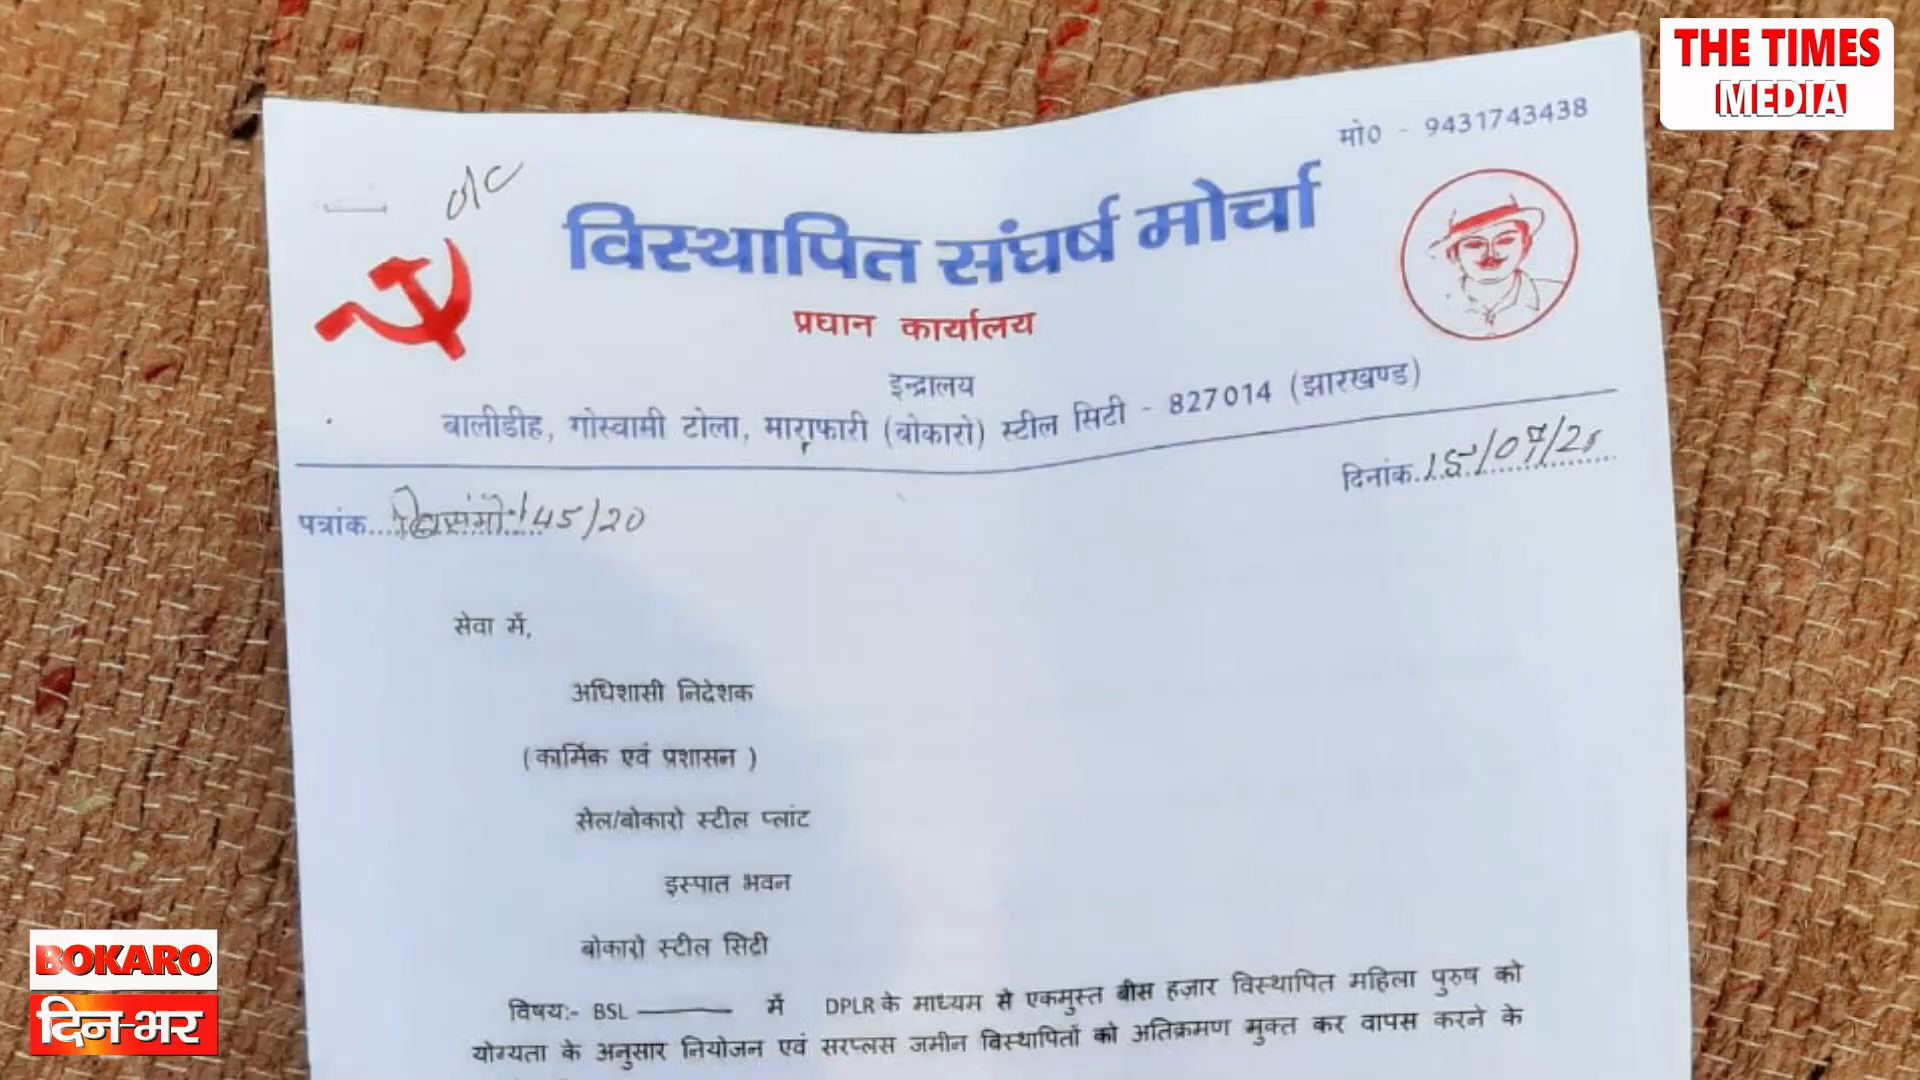 THE TIMES
MEDIA
मो0 - 9431743438
o/c
विस्थापित संघर्ष मोर्चा
प्रधान कार्यालय
इन्द्रालय
बालीडीह, गोस्वामी टोला, माराफारी (बोकारो) स्टील सिटी - 827014 (झारखण्ड)
दिनांक 15/07/21
पत्रांक 45/20
सेवा में,
अधिशासी निदेशक
(कार्मिक एवं प्रशासन )
सेल/बोकारो स्टील प्लांट
इस्पात भवन
बोकारो स्टील सिटी
विषय:- BSL ——— में DPLR के माध्यम से एकमुस्त बीस हज़ार विस्थापित महिला पुरुष को
योग्यता के अनुसार नियोजन एवं सरप्लस जमीन विस्थापितों को अतिक्रमण मुक्त कर वापस करने के
BOKARO
दिन-भर